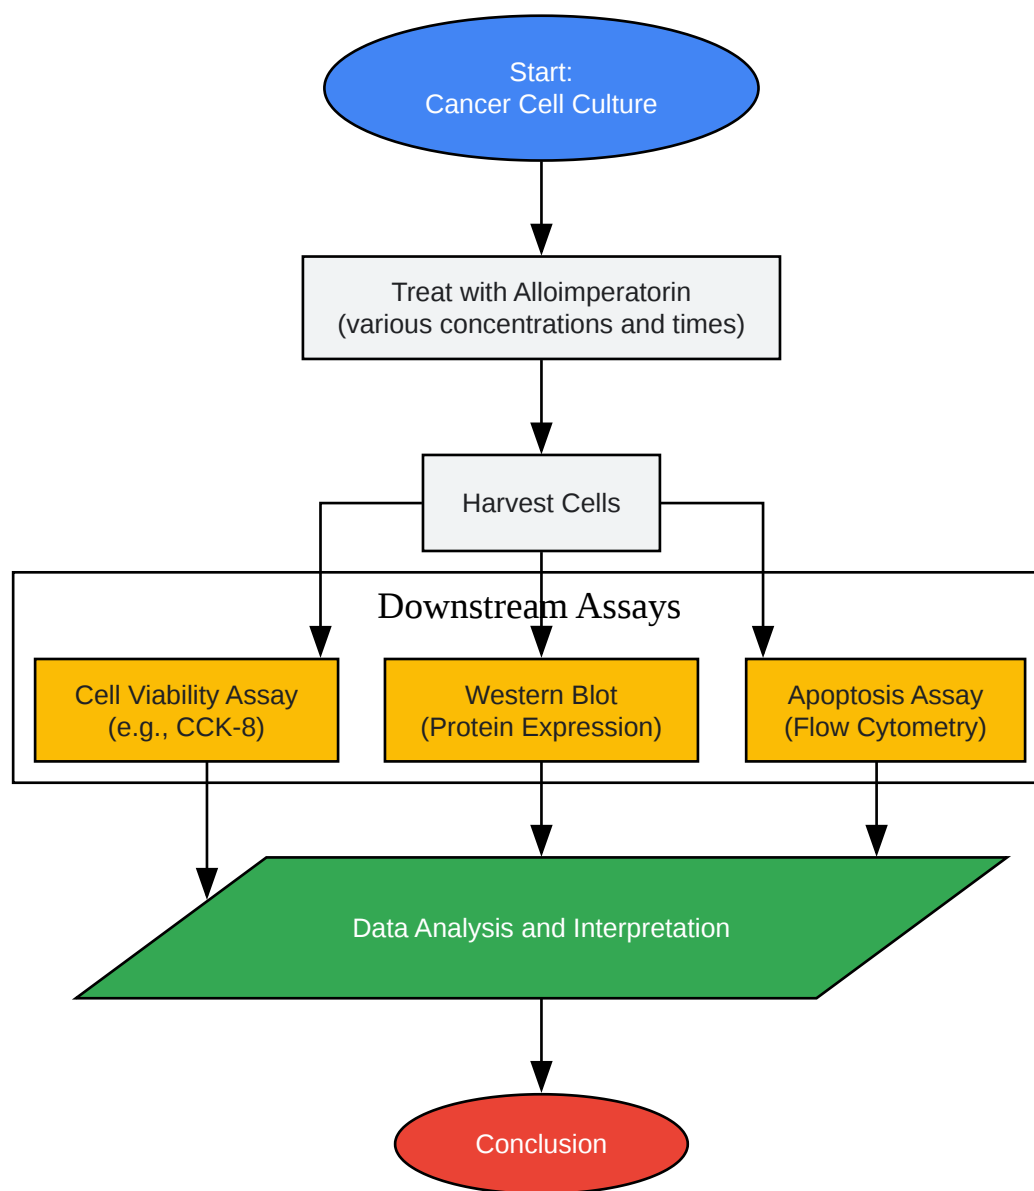 Start:
Cancer Cell Culture
Treat with Alloimperatorin
(various concentrations and times)
Harvest Cells
Downstream Assays
Cell Viability Assay
(e.g., CCK-8)
Western Blot
(Protein Expression)
Apoptosis Assay
(Flow Cytometry)
Data Analysis and Interpretation
Conclusion